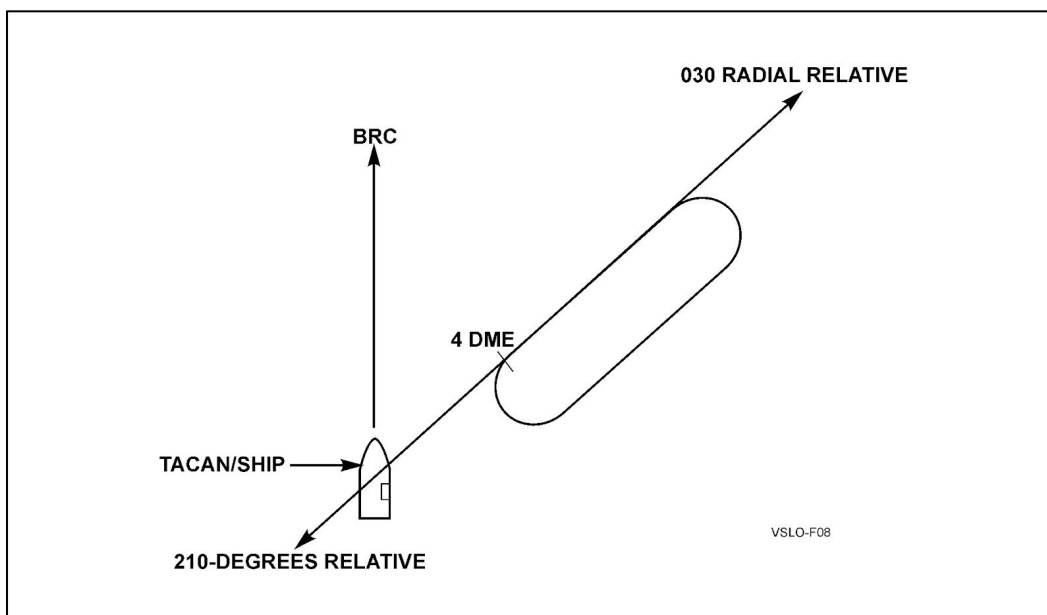 030 RADIAL RELATIVE
BRC
4 DME
TACAN/SHIP
210-DEGREES RELATIVE
VSLO-F08